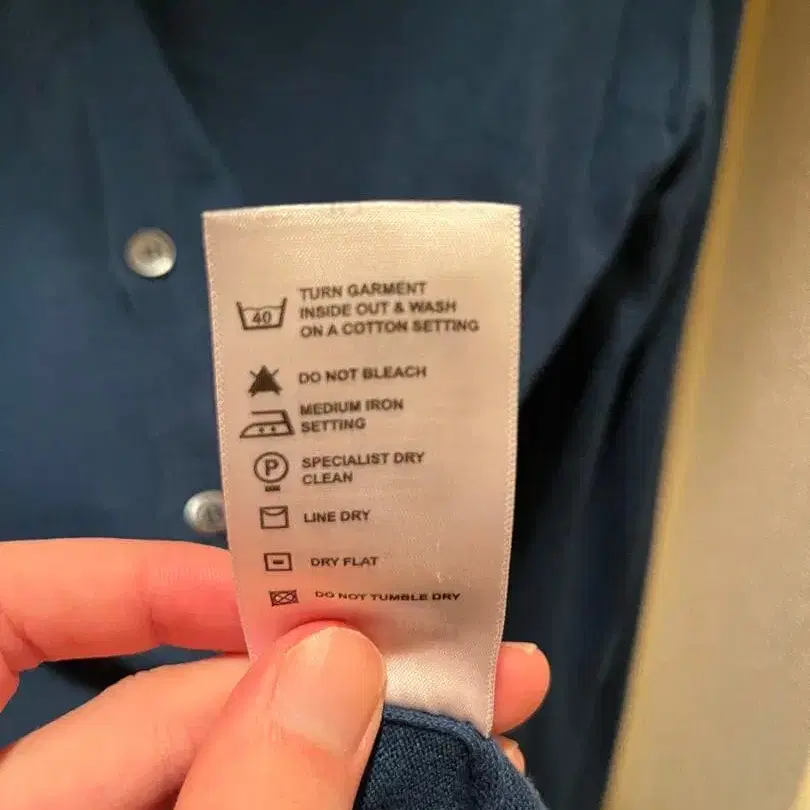 40
TURN GARMENT
INSIDE OUT & WASH
ON A COTTON SETTING
DO NOT BLEACH
MEDIUM IRON
SETTING
P
SPECIALIST DRY
CLEAN
LINE DRY
DRY FLAT
DO NOT TUMBLE DRY